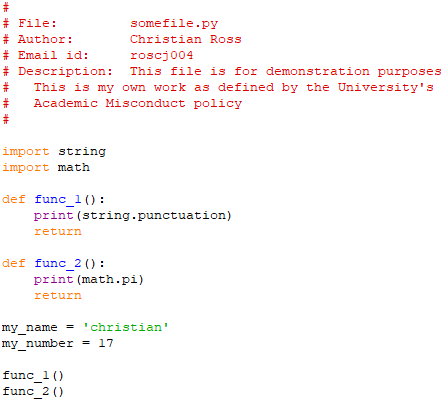 #
# File:         somefile.py
# Author:       Christian Ross
# Email id:     roscj004
# Description:  This file is for demonstration purposes
#   This is my own work as defined by the University's
#   Academic Misconduct policy
#
import string
import math
def func_1():
    print(string.punctuation)
    return
def func_2():
    print(math.pi)
    return
my_name = 'christian'
my_number = 17
func_1()
func_2()